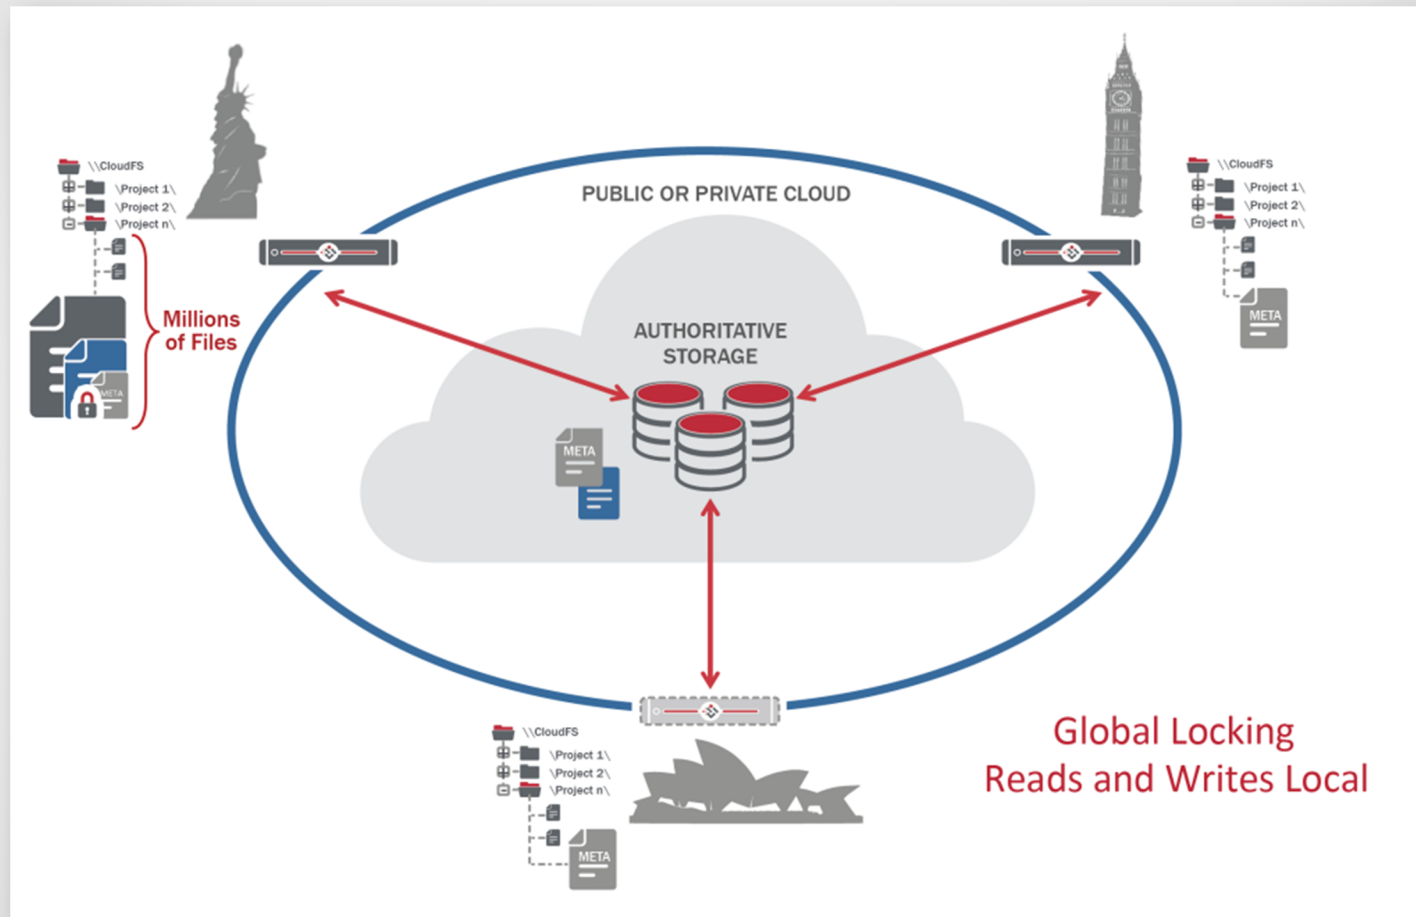 \\CloudFS
\Project 1\
\Project 2\
\Project n\
Millions
of Files
META
PUBLIC OR PRIVATE CLOUD
AUTHORITATIVE
STORAGE
META
\\CloudFS
\Project 1\
\Project 2\
\Project n\
META
\\CloudFS
\Project 1\
\Project 2\
\Project n\
META
Global Locking
Reads and Writes Local